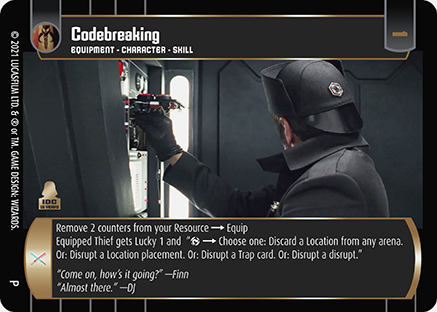 Codebreaking
EQUIPMENT - CHARACTER - SKILL
© 2021 LUCASFILM LTD. & ® or TM. GAME DESIGN: WIZARDS.
IDC
P
Remove 2 counters from your Resource → Equip
Equipped Thief gets Lucky 1 and "→ Choose one: Discard a Location from any arena.
Or: Disrupt a Location placement. Or: Disrupt a Trap card. Or: Disrupt a disrupt."
"Come on, how's it going?" —Finn
"Almost there." —DJ